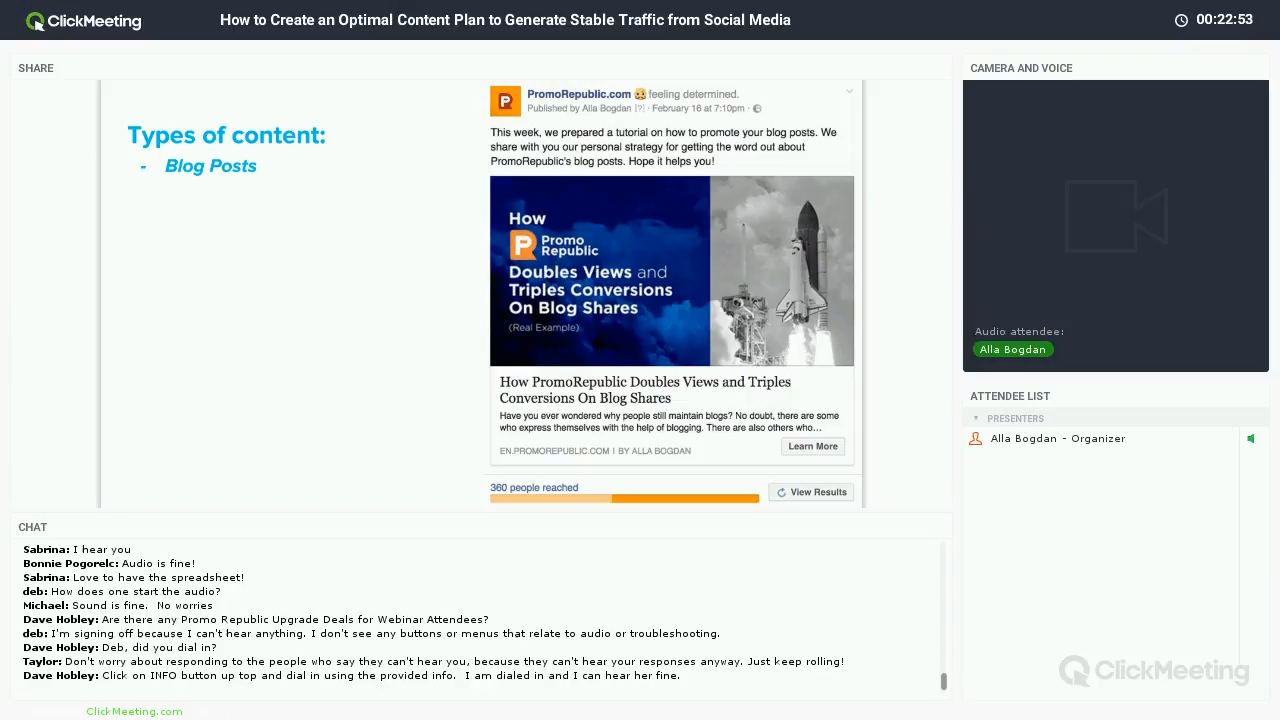 ClickMeeting
How to Create an Optimal Content Plan to Generate Stable Traffic from Social Media
00:22:53
SHARE
Types of content:
- Blog Posts
PromoRepublic.com feeling determined.
Published by Alla Bogdan [?] · February 16 at 7:10pm ·
This week, we prepared a tutorial on how to promote your blog posts. We
share with you our personal strategy for getting the word out about
PromoRepublic's blog posts. Hope it helps you!
How
Promo
Republic
Doubles Views and
Triples Conversions
On Blog Shares
(Real Example)
How PromoRepublic Doubles Views and Triples
Conversions On Blog Shares
Have you ever wondered why people still maintain blogs? No doubt, there are some
who express themselves with the help of blogging. There are also others who...
Learn More
EN.PROMOREPUBLIC.COM | BY ALLA BOGDAN
360 people reached
View Results
CAMERA AND VOICE
Audio attendee:
Alla Bogdan
ATTENDEE LIST
PRESENTERS
Alla Bogdan - Organizer
CHAT
Sabrina: I hear you
Bonnie Pogorelc: Audio is fine!
Sabrina: Love to have the spreadsheet!
deb: How does one start the audio?
Michael: Sound is fine. No worries
Dave Hobley: Are there any Promo Republic Upgrade Deals for Webinar Attendees?
deb: I'm signing off because I can't hear anything. I don't see any buttons or menus that relate to audio or troubleshooting.
Dave Hobley: Deb, did you dial in?
Taylor: Don't worry about responding to the people who say they can't hear you, because they can't hear your responses anyway. Just keep rolling!
Dave Hobley: Click on INFO button up top and dial in using the provided info. I am dialed in and I can hear her fine.
ClickMeeting
ClickMeeting.com